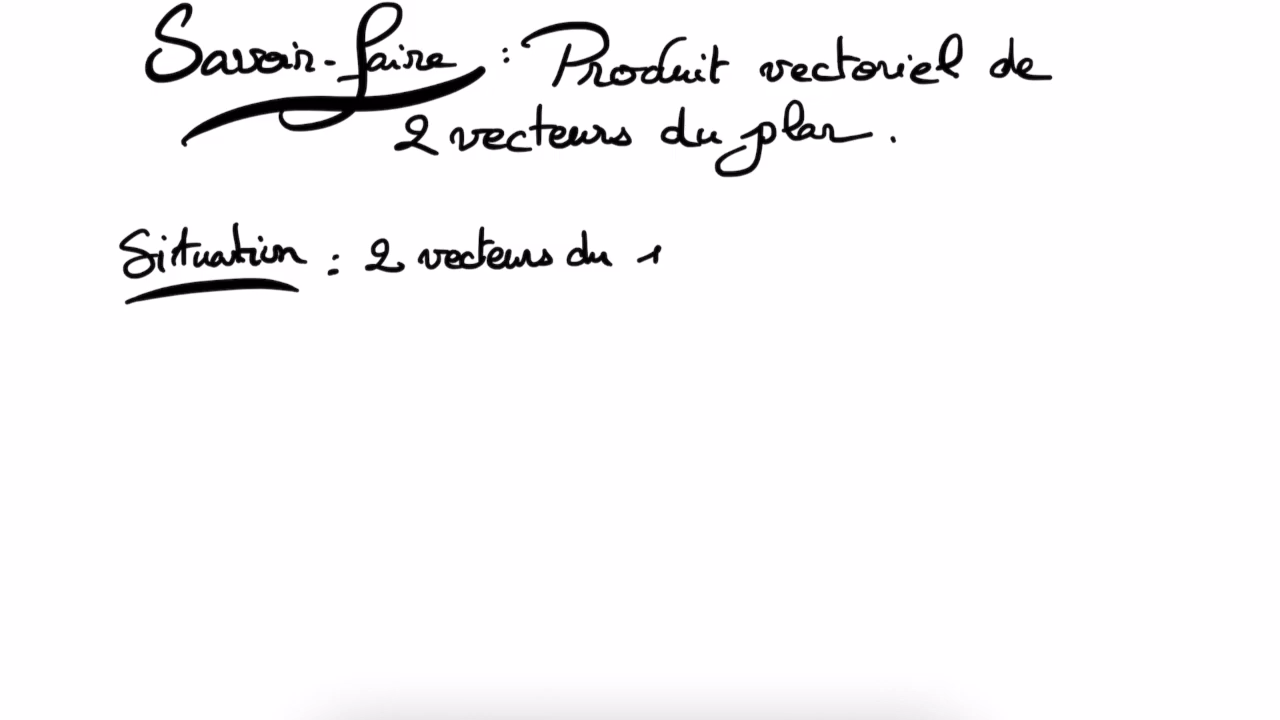 Savoir-faire : Produit vectoriel de
2 vecteurs du plan.
Situation : 2 vecteurs du